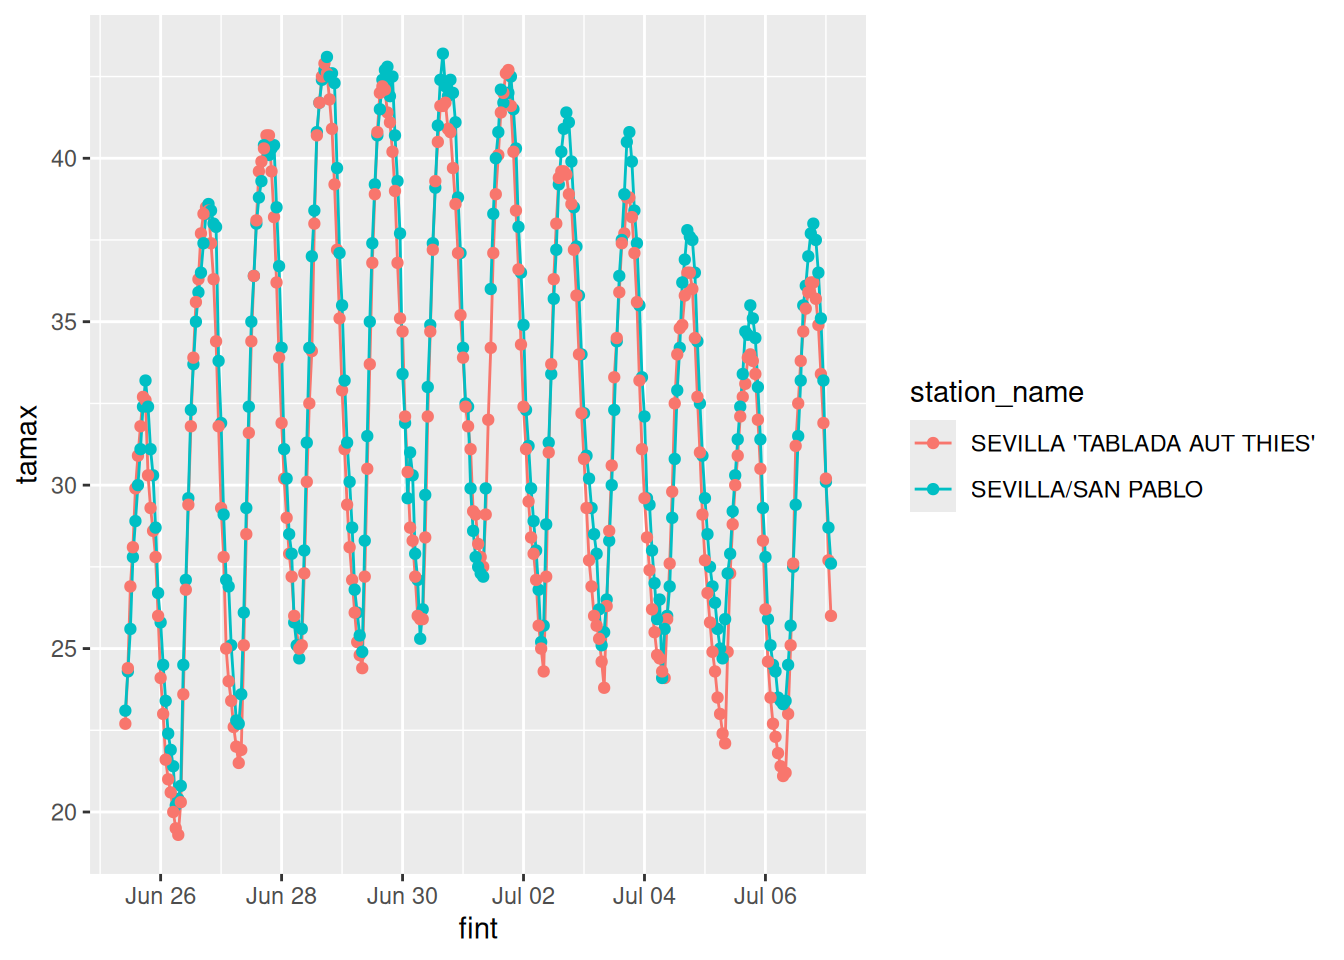 tamax
40
35
30
25
20
Jun 26
Jun 28
Jun 30
Jul 02
Jul 04
Jul 06
fint
station_name
SEVILLA 'TABLADA AUT THIES'
SEVILLA/SAN PABLO